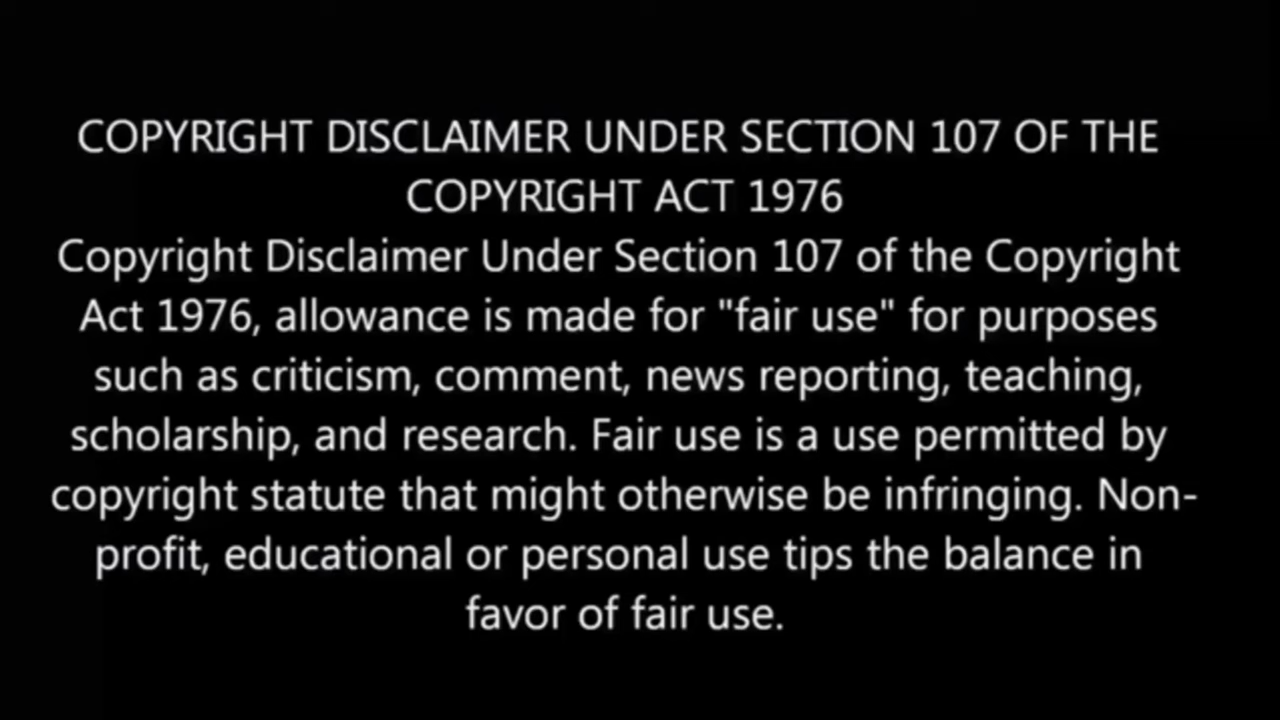 COPYRIGHT DISCLAIMER UNDER SECTION 107 OF THE
COPYRIGHT ACT 1976
Copyright Disclaimer Under Section 107 of the Copyright
Act 1976, allowance is made for "fair use" for purposes
such as criticism, comment, news reporting, teaching,
scholarship, and research. Fair use is a use permitted by
copyright statute that might otherwise be infringing. Non-
profit, educational or personal use tips the balance in
favor of fair use.